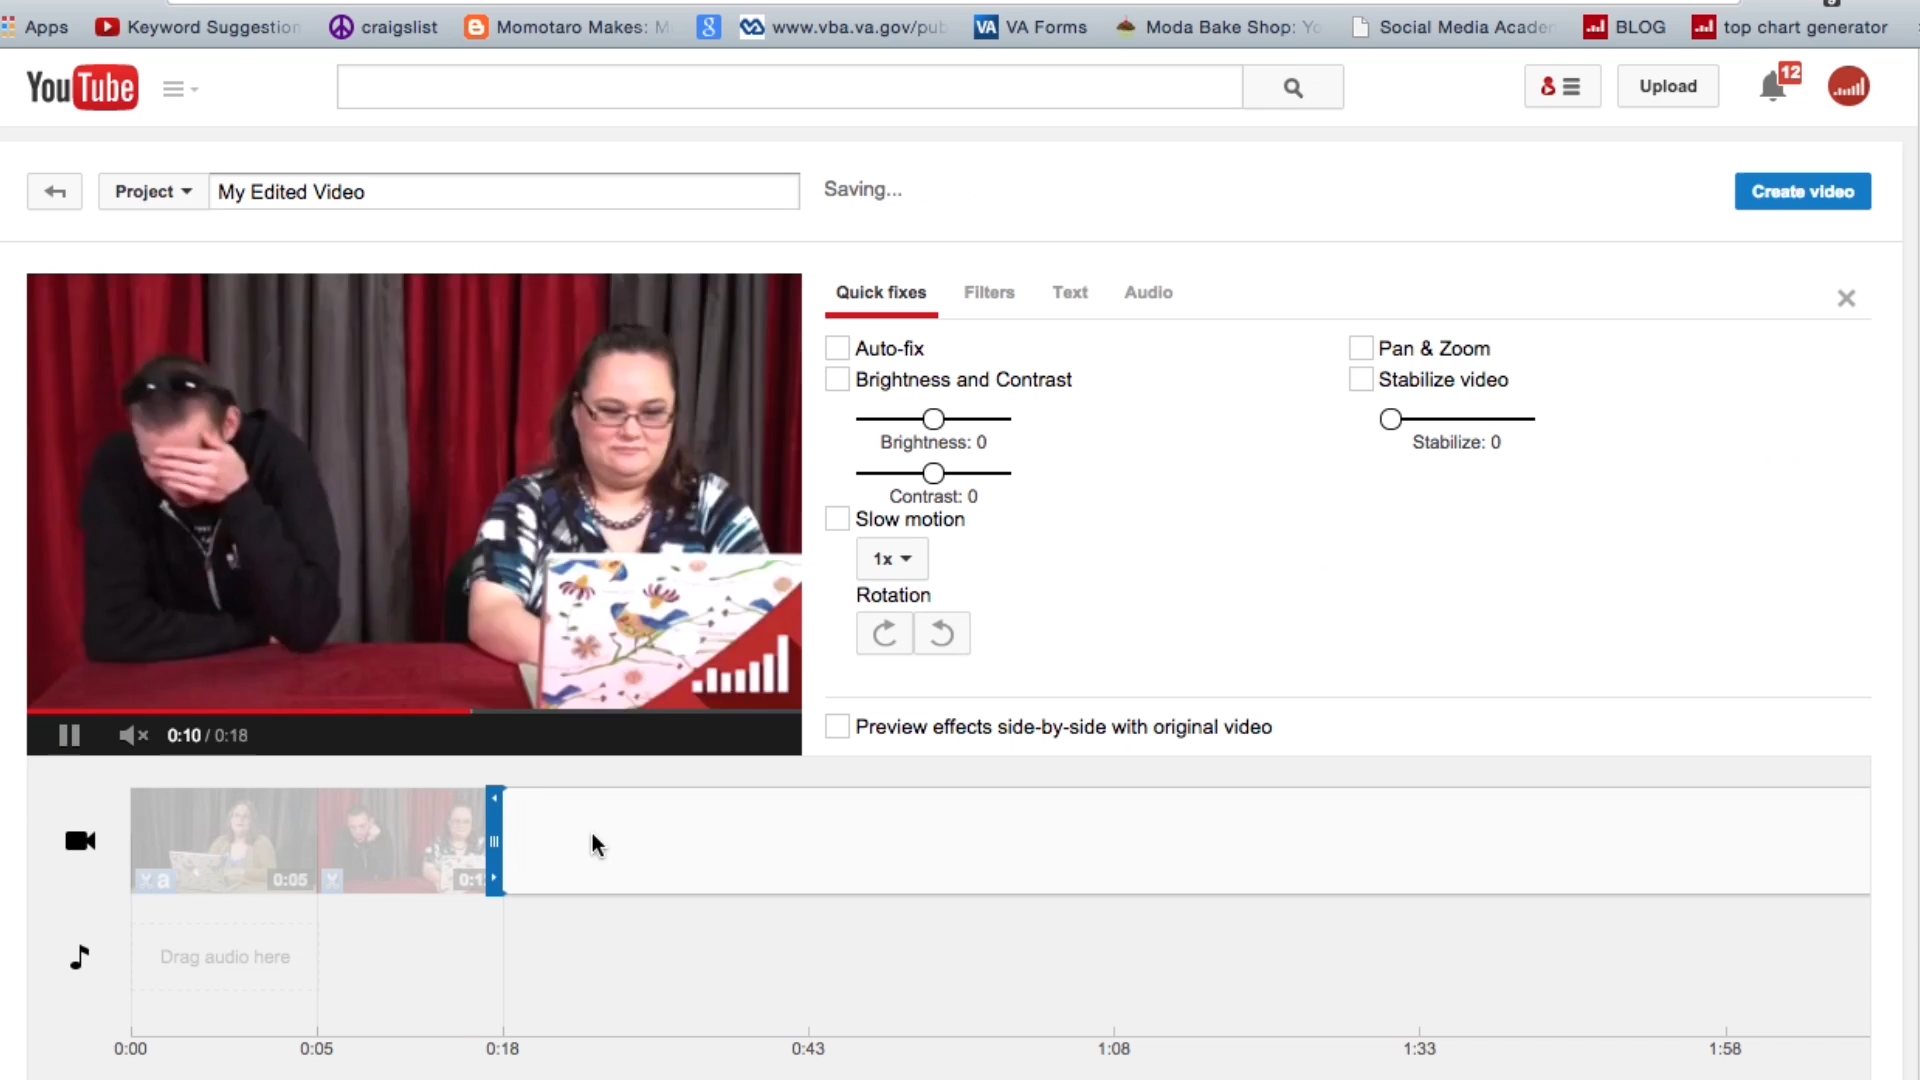 Apps Keyword Suggestion craigslist Momotaro Makes: M www.vba.va.gov/pub VA VA Forms Moda Bake Shop: Yo Social Media Academ BLOG top chart generator
YouTube Upload 12
Project My Edited Video Saving... Create video
Quick fixes Filters Text Audio
Auto-fix Pan & Zoom
Brightness and Contrast Stabilize video
Brightness: 0 Stabilize: 0
Contrast: 0
Slow motion
1x
Rotation
Preview effects side-by-side with original video
0:10 / 0:18
a 0:05 0:1
Drag audio here
0:00 0:05 0:18 0:43 1:08 1:33 1:58